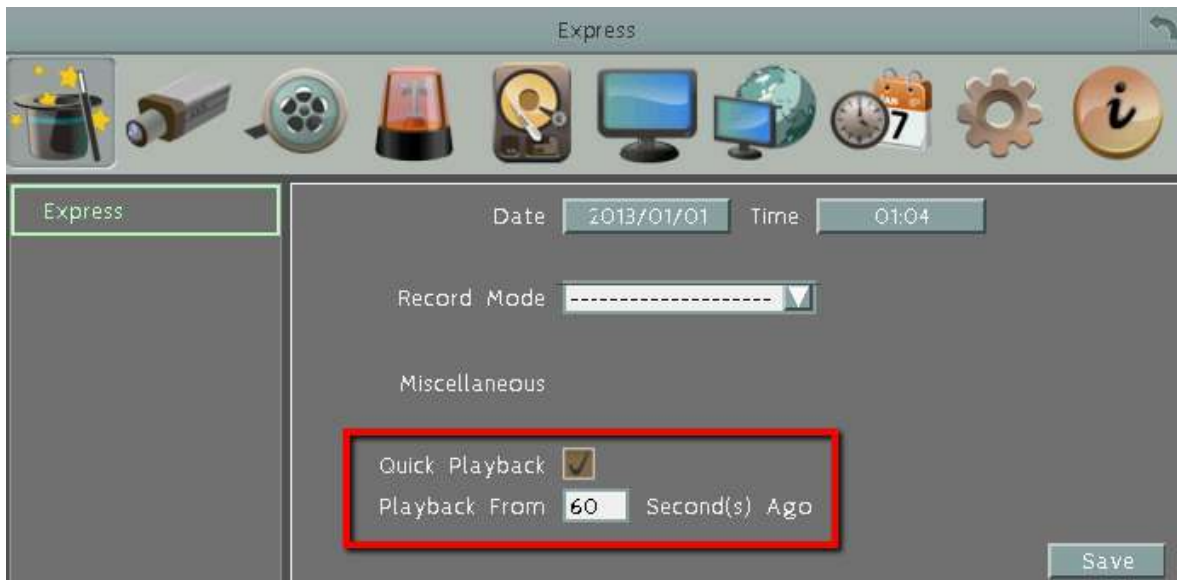 Express
7
i
Express
Date 2013/01/01 Time 01:04
Record Mode --------------------
Miscellaneous
Quick Playback
Playback From 60 Second(s) Ago
Save